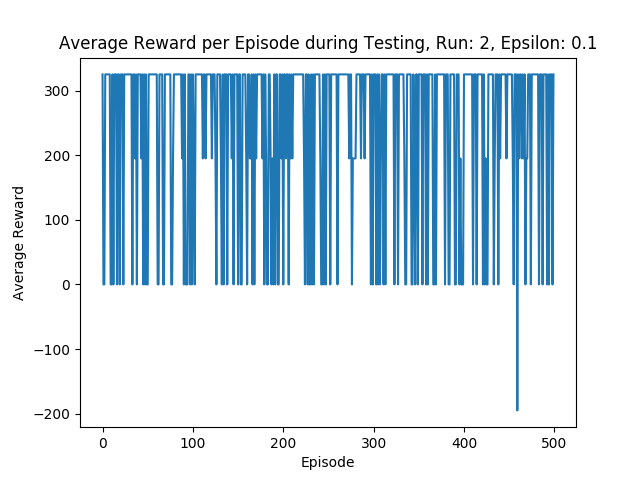 Average Reward per Episode during Testing, Run: 2, Epsilon: 0.1
300
200
100
0
−100
−200
Average Reward
0 100 200 300 400 500
Episode